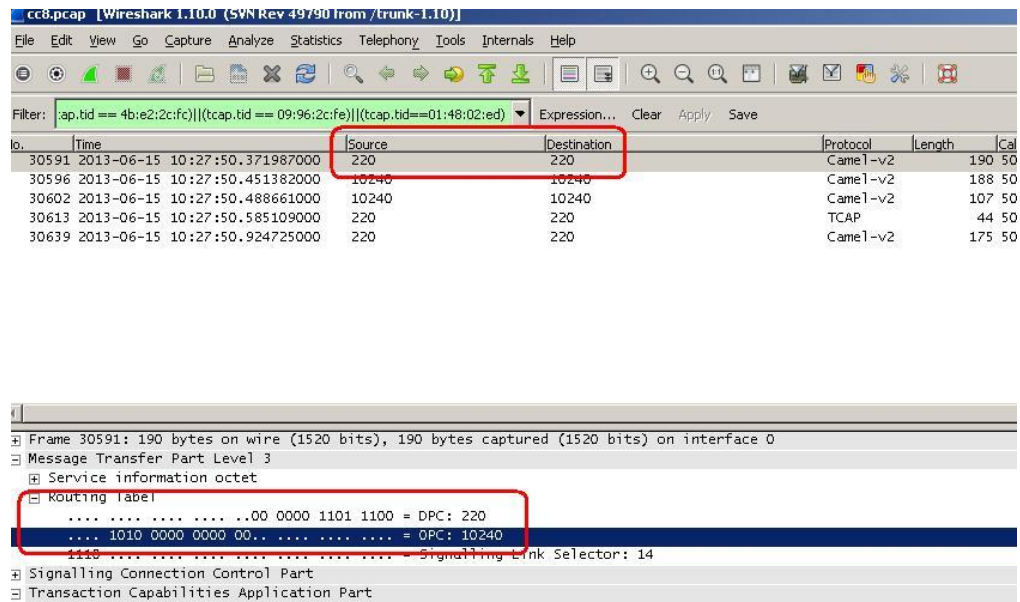 cc8.pcap [Wireshark 1.10.0 (SVN Rev 49790 from /trunk-1.10)]
File Edit View Go Capture Analyze Statistics Telephony Tools Internals Help
Filter: :ap.tid == 4b:e2:2c:fc)||(tcap.tid == 09:96:2c:fe)||(tcap.tid==01:48:02:ed) Expression... Clear Apply Save
lo. Time Source Destination Protocol Length Cal
30591 2013-06-15 10:27:50.371987000 220 220 Camel-v2 190 50
30596 2013-06-15 10:27:50.451382000 10240 10240 Camel-v2 188 50
30602 2013-06-15 10:27:50.488661000 10240 10240 Camel-v2 107 50
30613 2013-06-15 10:27:50.585109000 220 220 TCAP 44 50
30639 2013-06-15 10:27:50.924725000 220 220 Camel-v2 175 50
Frame 30591: 190 bytes on wire (1520 bits), 190 bytes captured (1520 bits) on interface 0
Message Transfer Part Level 3
Service information octet
Routing label
.... .... .... .... ..00 0000 1101 1100 = DPC: 220
.... 1010 0000 0000 00.. .... .... .... = OPC: 10240
1110 .... .... .... .... .... .... .... = Signalling Link Selector: 14
Signalling Connection Control Part
Transaction Capabilities Application Part